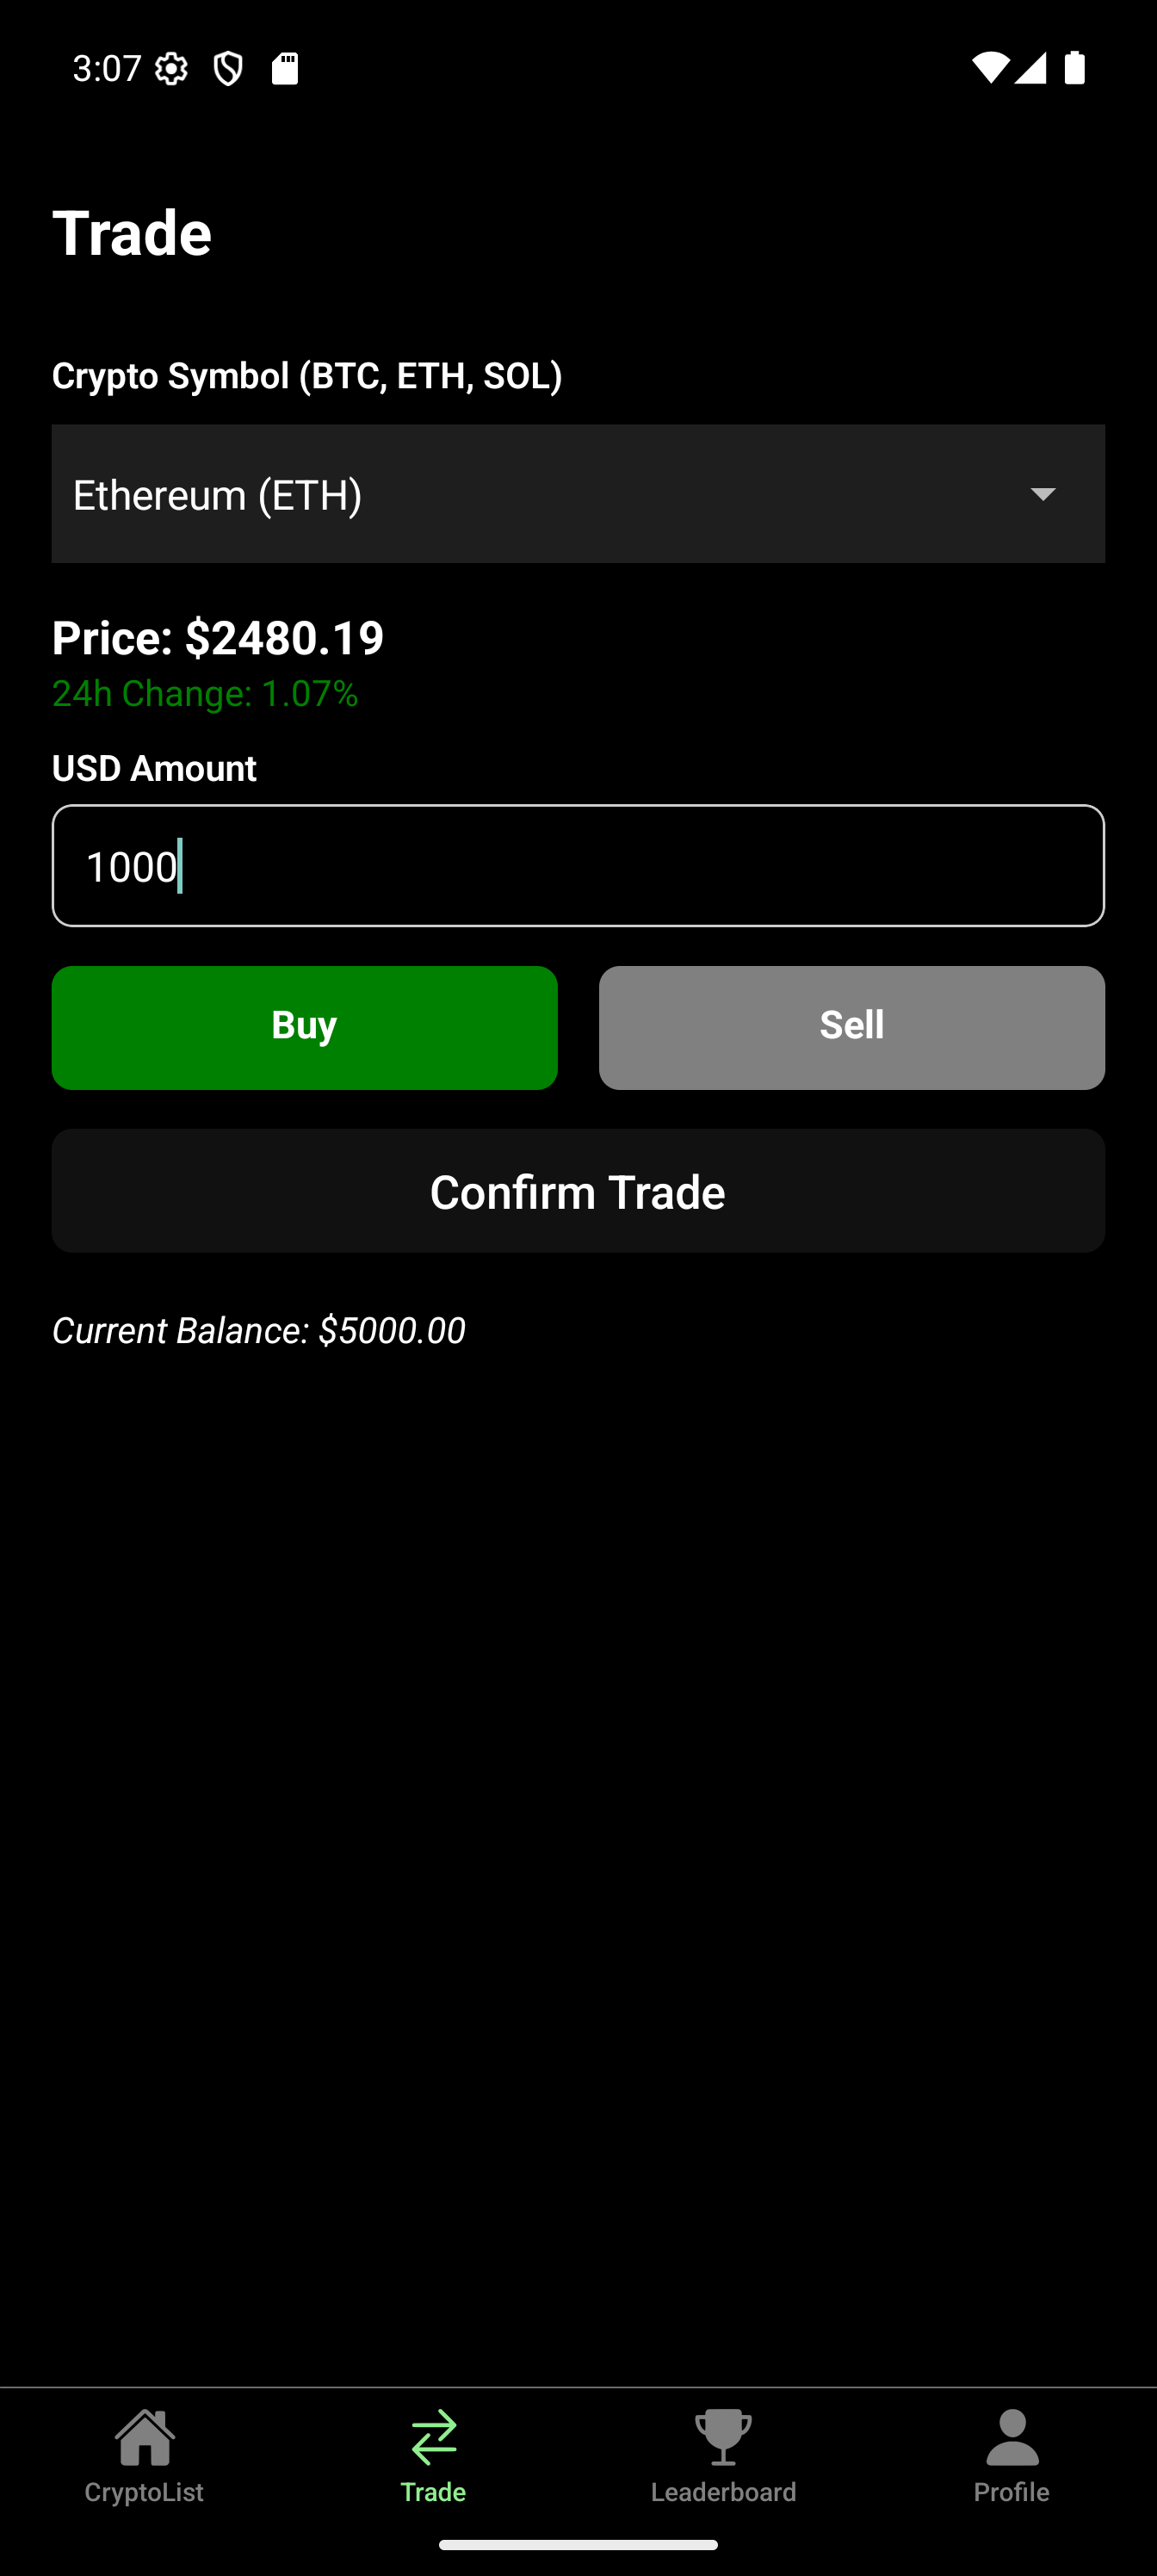 3:07
Trade
Crypto Symbol (BTC, ETH, SOL)
Ethereum (ETH)
Price: $2480.19
24h Change: 1.07%
USD Amount
1000
Buy Sell
Confirm Trade
Current Balance: $5000.00
CryptoList Trade Leaderboard Profile